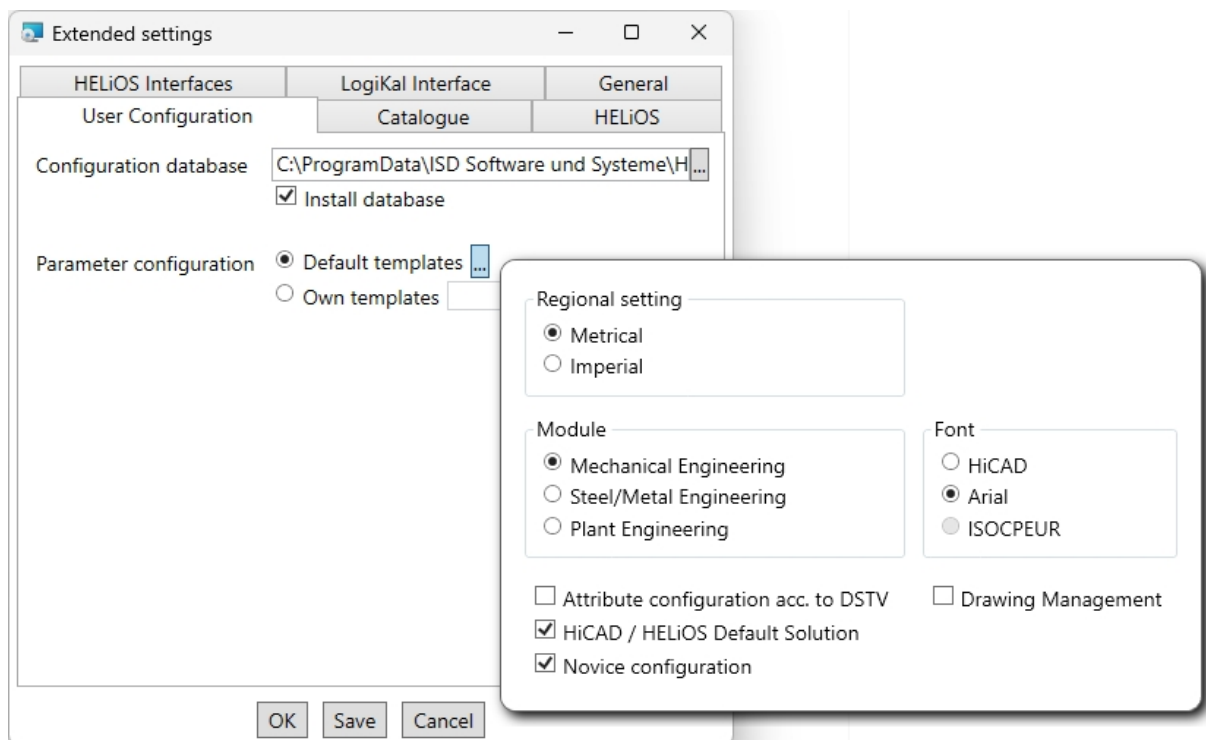 Extended settings
HELiOS Interfaces LogiKal Interface General
User Configuration Catalogue HELiOS
Configuration database C:\ProgramData\ISD Software und Systeme\H ...
Install database
Parameter configuration Default templates ...
Own templates
Regional setting
Metrical
Imperial
Module
Mechanical Engineering
Steel/Metal Engineering
Plant Engineering
Font
HiCAD
Arial
ISOCPEUR
Attribute configuration acc. to DSTV
Drawing Management
HiCAD / HELiOS Default Solution
Novice configuration
OK Save Cancel